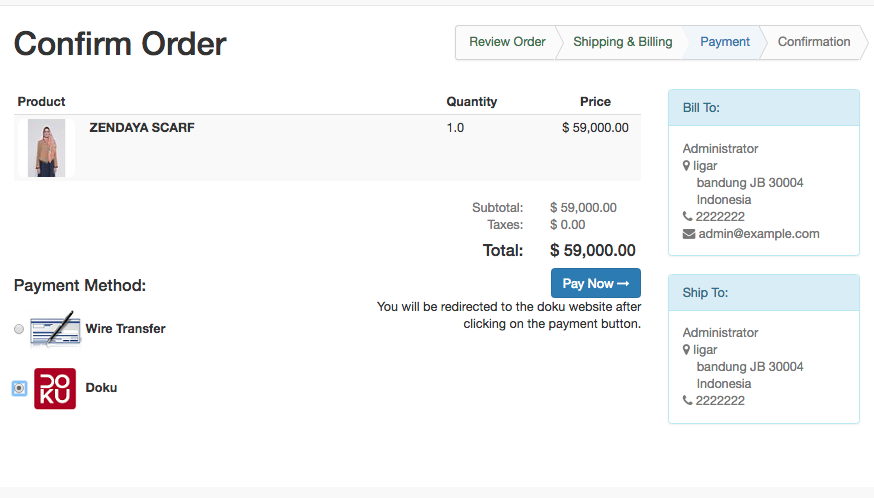 Confirm Order
Review Order
Shipping & Billing
Payment
Confirmation
Product Quantity Price
ZENDAYA SCARF 1.0 $ 59,000.00
Subtotal: $ 59,000.00
Taxes: $ 0.00
Total: $ 59,000.00
Pay Now
You will be redirected to the doku website after
clicking on the payment button.
Payment Method:
Wire Transfer
DOKU
Doku
Bill To:
Administrator
ligar
bandung JB 30004
Indonesia
2222222
admin@example.com
Ship To:
Administrator
ligar
bandung JB 30004
Indonesia
2222222